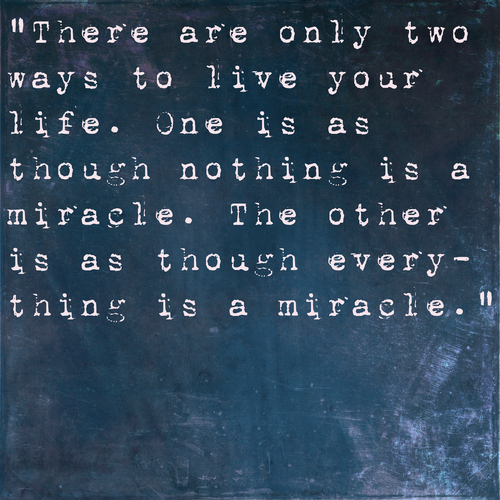 "There are only two
ways to live your
life. One is as
though nothing is a
miracle. The other
is as though every-
thing is a miracle."